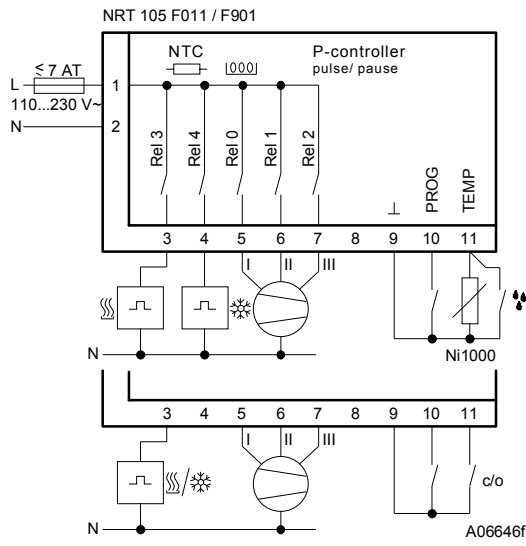 NRT 105 F011 / F901
≤ 7 AT
NTC
P-controller
pulse/ pause
L
1
110...230 V~
N
2
Rel 3
Rel 4
Rel 0
Rel 1
Rel 2
⊥
PROG
TEMP
3 4 5 6 7 8 9 10 11
I II III
N
Ni1000
3 4 5 6 7 8 9 10 11
I II III
/
c/o
N
A06646f